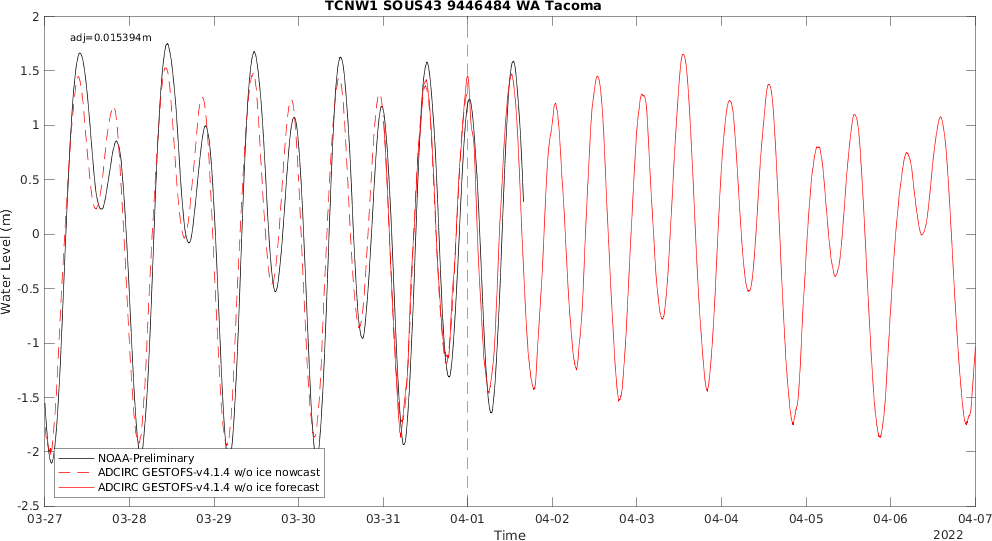 TCNW1 SOUS43 9446484 WA Tacoma
adj=0.015394m
Water Level (m)
2
1.5
1
0.5
0
-0.5
-1
-1.5
-2
-2.5
NOAA-Preliminary
ADCIRC GESTOFS-v4.1.4 w/o ice nowcast
ADCIRC GESTOFS-v4.1.4 w/o ice forecast
03-27 03-28 03-29 03-30 03-31 04-01 04-02 04-03 04-04 04-05 04-06 04-07
Time
2022